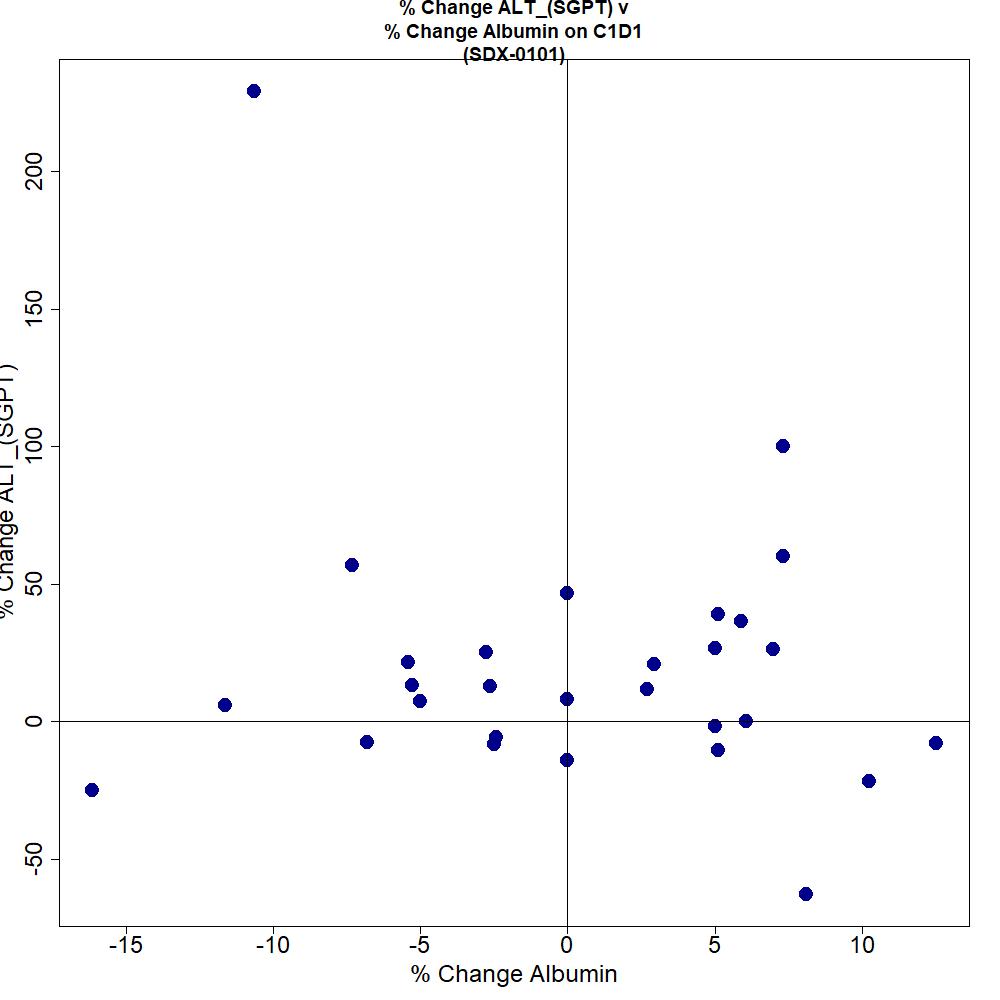 % Change ALT_(SGPT) v
% Change Albumin on C1D1
(SDX-0101)
% Change ALT_(SGPT)
200
150
100
50
0
-50
-15
-10
-5
0
5
10
% Change Albumin